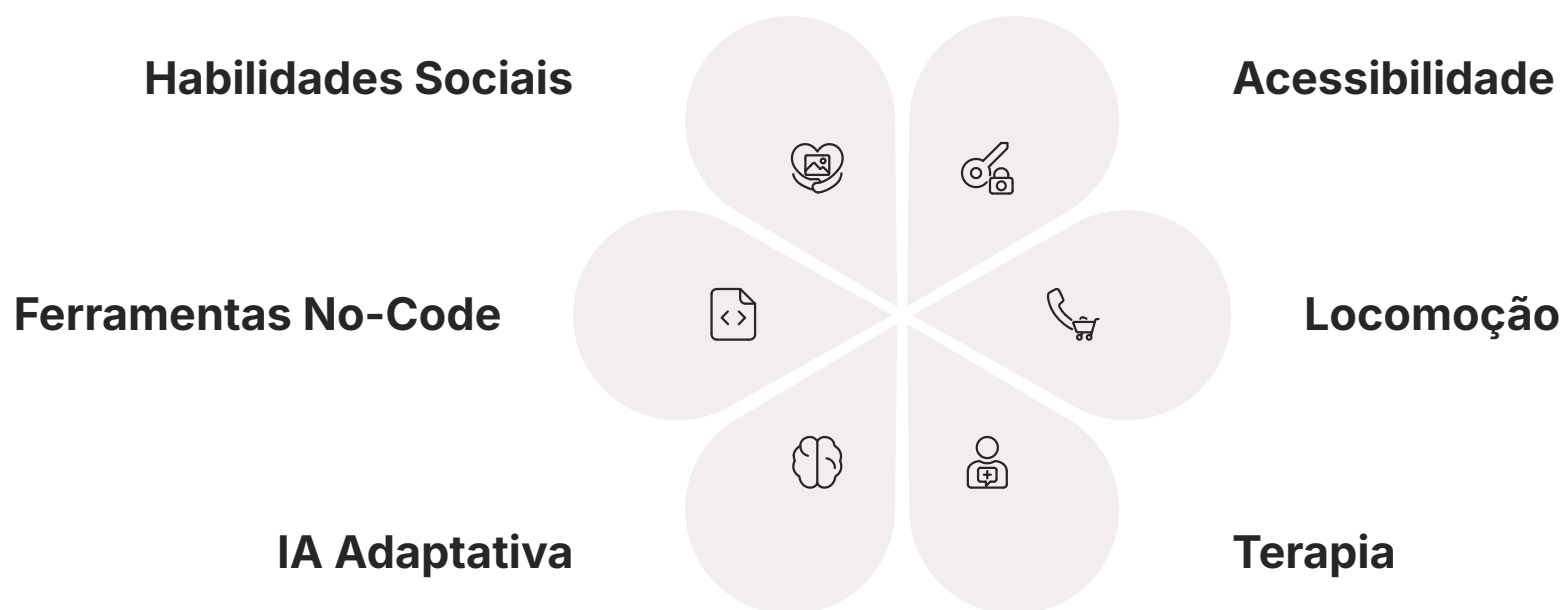 Habilidades Sociais
Acessibilidade
Ferramentas No-Code
Locomoção
IA Adaptativa
Terapia